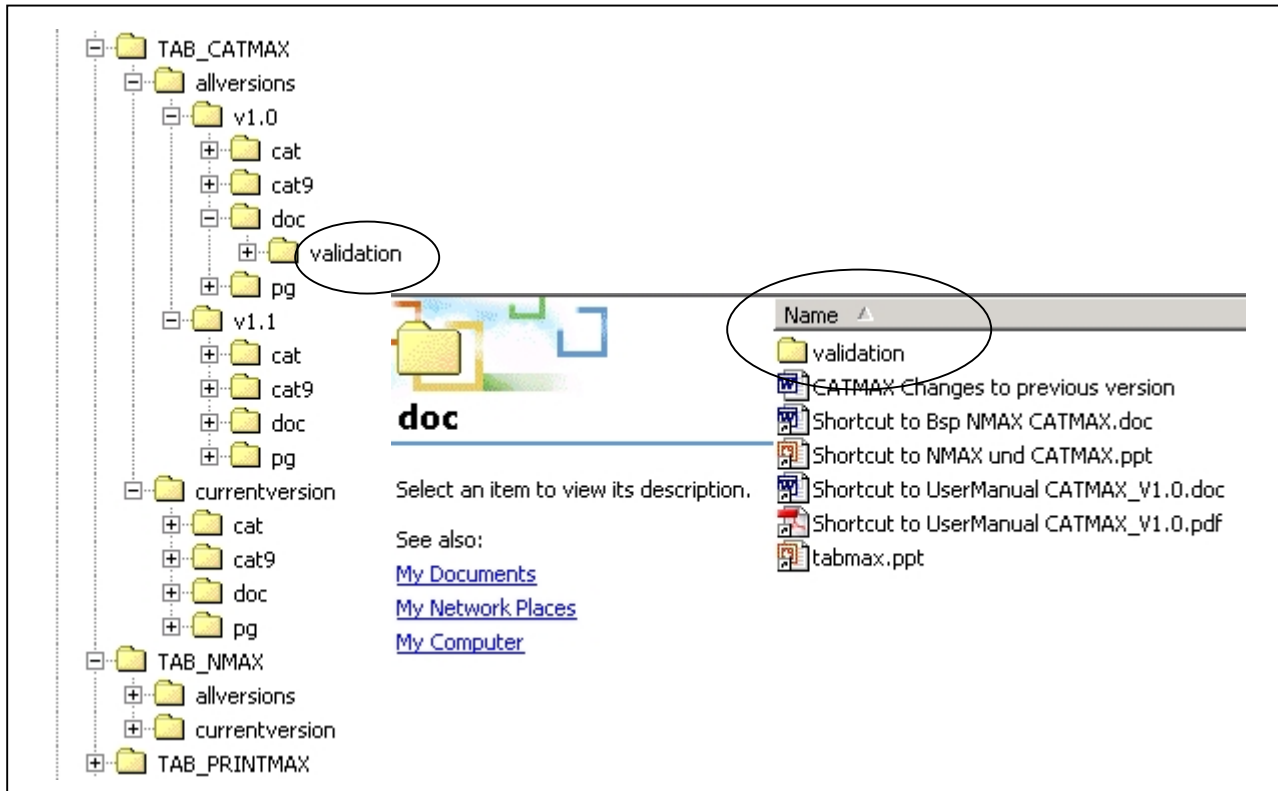 TAB_CATMAX
allversions
v1.0
cat
cat9
doc
validation
pg
v1.1
cat
cat9
doc
pg
currentversion
cat
cat9
doc
pg
TAB_NMAX
allversions
currentversion
TAB_PRINTMAX
doc
Select an item to view its description.
See also:
My Documents
My Network Places
My Computer
Name
validation
CATMAX Changes to previous version
Shortcut to Bsp NMAX CATMAX.doc
Shortcut to NMAX und CATMAX.ppt
Shortcut to UserManual CATMAX_V1.0.doc
Shortcut to UserManual CATMAX_V1.0.pdf
tabmax.ppt